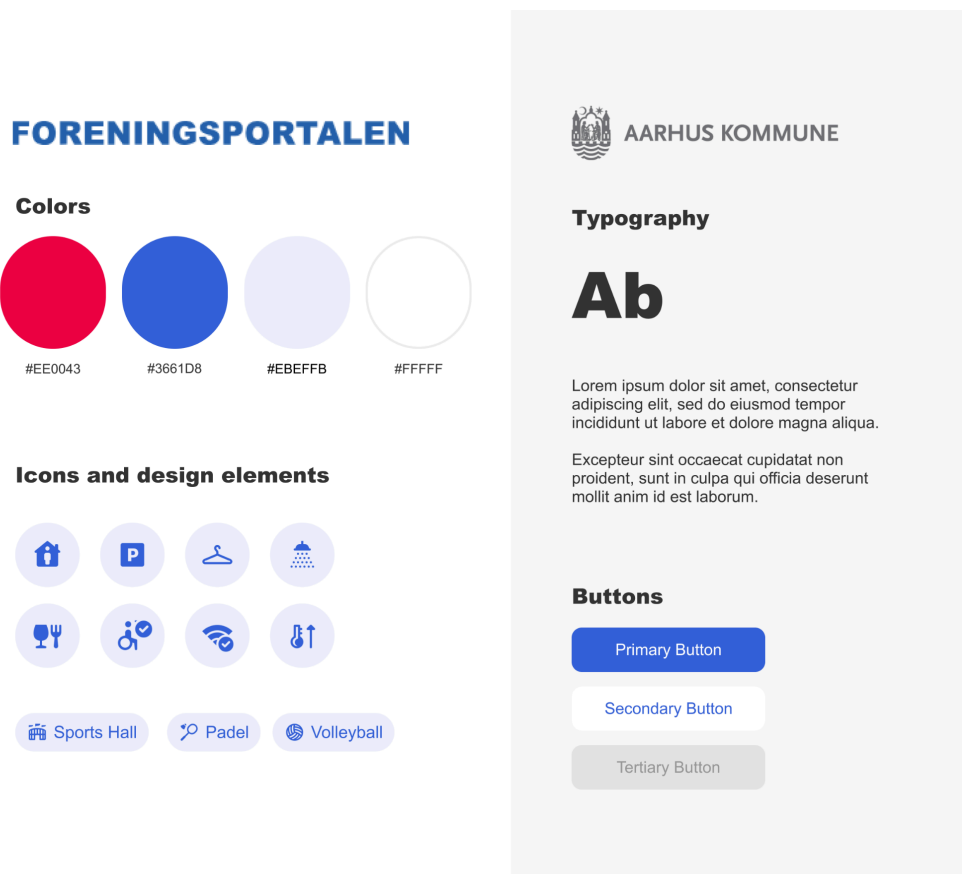 FORENINGSPORTALEN
Colors
#EE0043
#3661D8
#EBEFFB
#FFFFF
Icons and design elements
P
Sports Hall
Padel
Volleyball
AARHUS KOMMUNE
Typography
Ab
Lorem ipsum dolor sit amet, consectetur
adipiscing elit, sed do eiusmod tempor
incididunt ut labore et dolore magna aliqua.
Excepteur sint occaecat cupidatat non
proident, sunt in culpa qui officia deserunt
mollit anim id est laborum.
Buttons
Primary Button
Secondary Button
Tertiary Button